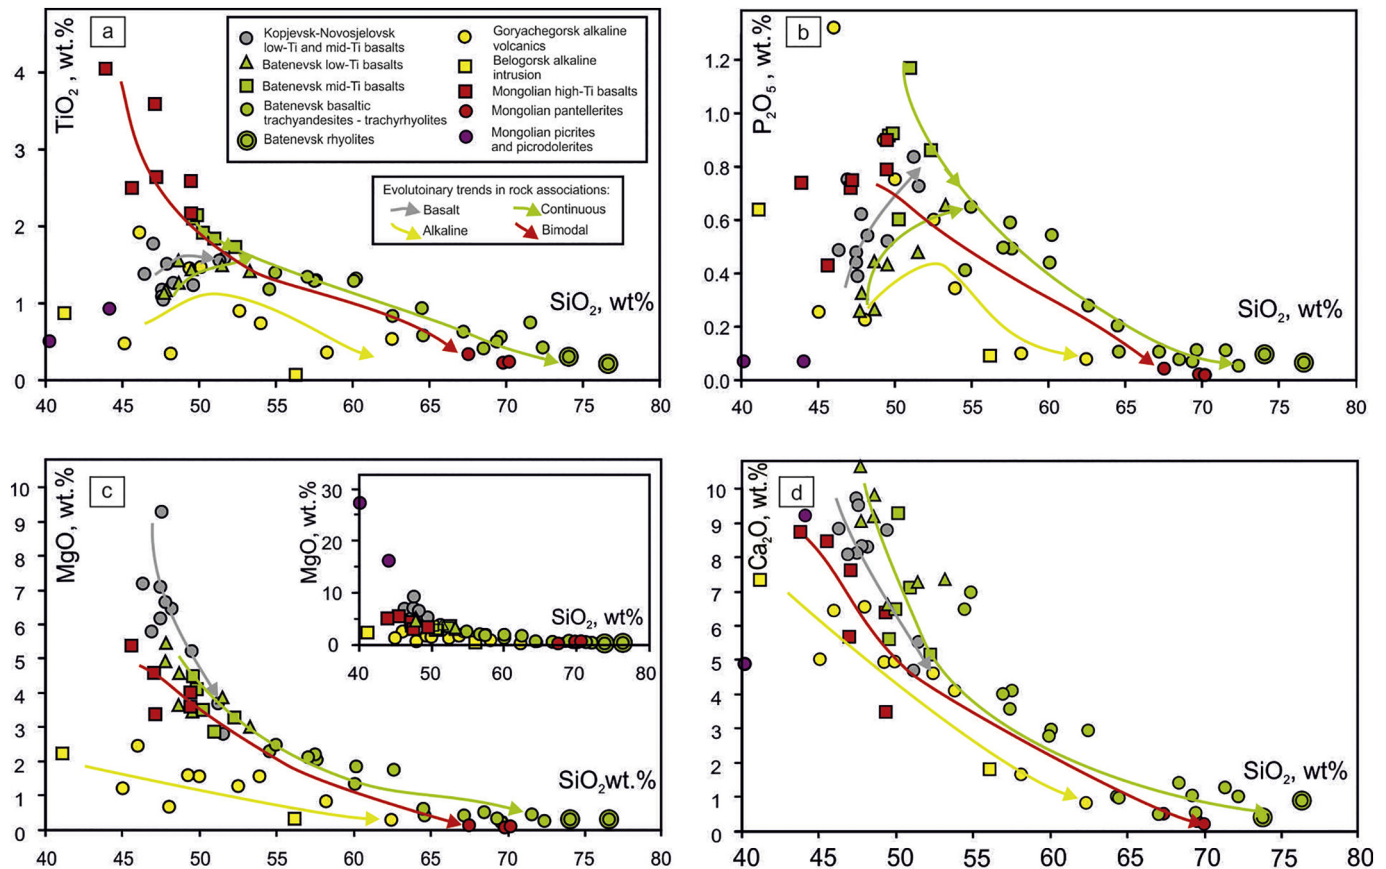 a
TiO2, wt.%
4
3
2
1
0
40 45 50 55 60 65 70 75 80
SiO2, wt%
Kopjevsk-Novosjelovsk
low-Ti and mid-Ti basalts
Batenevsk low-Ti basalts
Batenevsk mid-Ti basalts
Batenevsk basaltic
trachyandesites - trachyrhyolites
Batenevsk rhyolites
Goryachegorsk alkaline
volcanics
Belogorsk alkaline
intrusion
Mongolian high-Ti basalts
Mongolian pantellerites
Mongolian picrites
and picrodolerites
Evolutoinary trends in rock associations:
Basalt Continuous
Alkaline Bimodal
b
P2O5, wt.%
1.2
1.0
0.8
0.6
0.4
0.2
0.0
40 45 50 55 60 65 70 75 80
SiO2, wt%
c
MgO, wt.%
10
9
8
7
6
5
4
3
2
1
0
40 45 50 55 60 65 70 75 80
SiO2wt.%
MgO, wt.%
30
20
10
0
40 50 60 70 80
SiO2, wt%
d
Ca2O, wt.%
10
9
8
7
6
5
4
3
2
1
0
40 45 50 55 60 65 70 75 80
SiO2, wt%